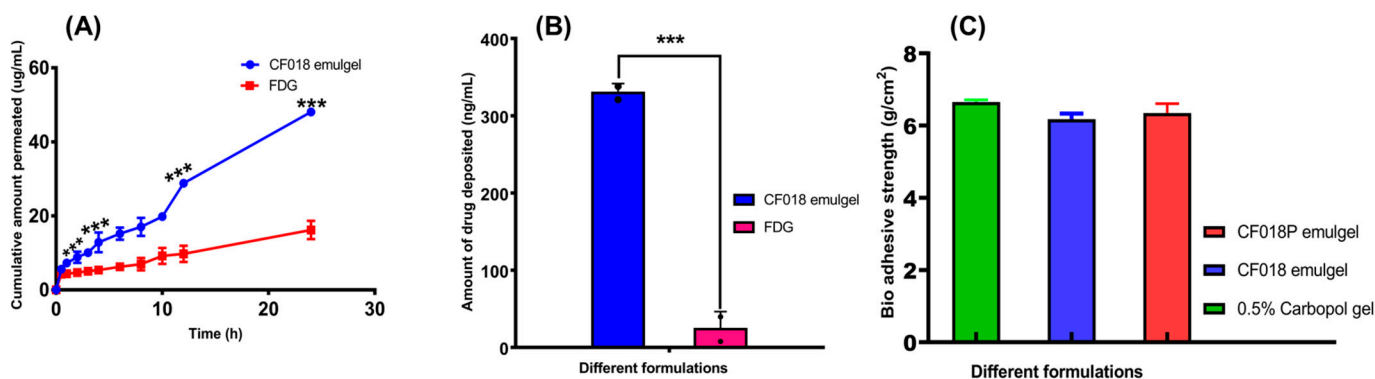 (A)
Cummulative amount permeated (ug/mL)
60
40
20
0
0
10
20
30
Time (h)
CF018 emulgel
FDG
***
***
***
***
(B)
Amount of drug deposited (ng/mL)
400
300
200
100
0
***
CF018 emulgel
FDG
Different formulations
(C)
Bio adhesive strength (g/cm²)
8
6
4
2
0
CF018P emulgel
CF018 emulgel
0.5% Carbopol gel
Different formulations